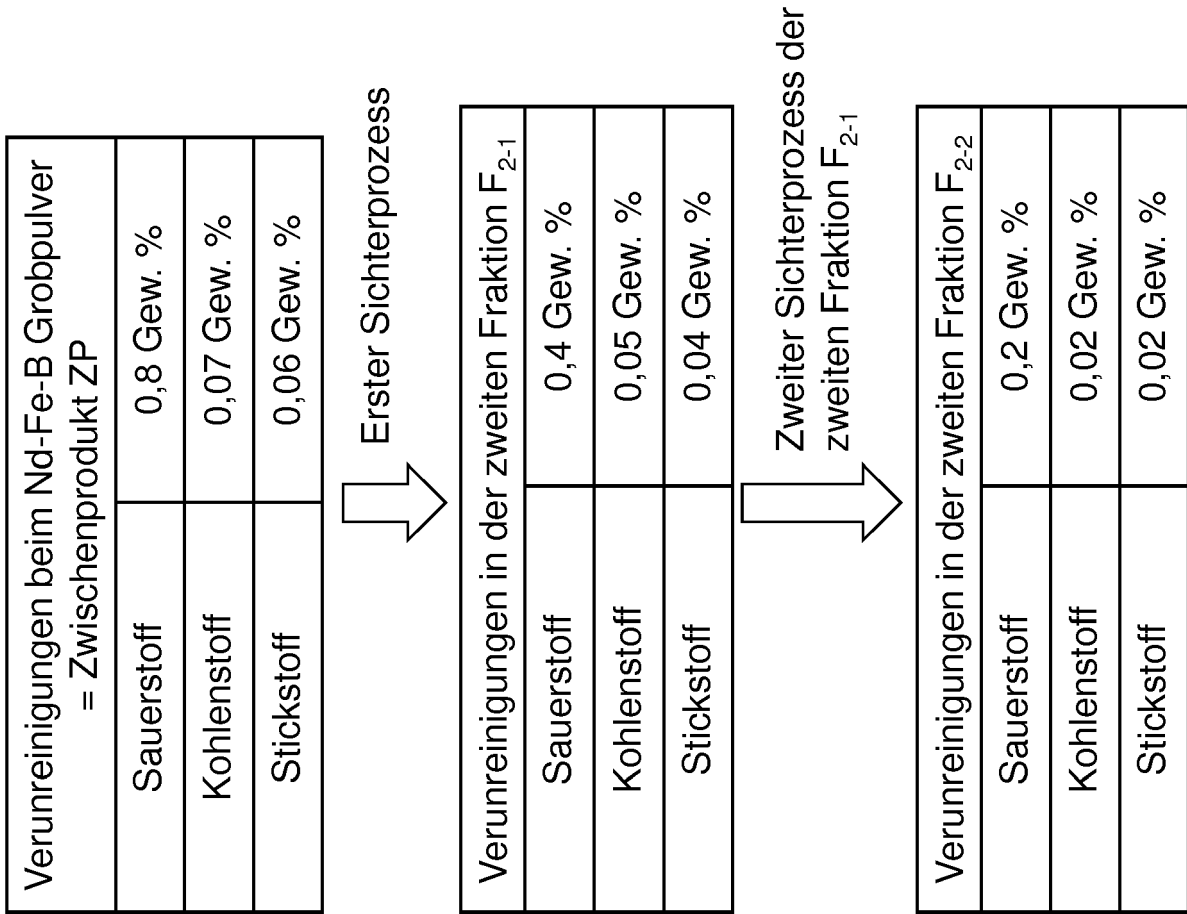 Verunreinigungen beim Nd-Fe-B Grobpulver
= Zwischenprodukt ZP
Sauerstoff 0,8 Gew. %
Kohlenstoff 0,07 Gew. %
Stickstoff 0,06 Gew. %
Erster Sichterprozess
Verunreinigungen in der zweiten Fraktion F2-1
Sauerstoff 0,4 Gew. %
Kohlenstoff 0,05 Gew. %
Stickstoff 0,04 Gew. %
Zweiter Sichterprozess der
zweiten Fraktion F2-1
Verunreinigungen in der zweiten Fraktion F2-2
Sauerstoff 0,2 Gew. %
Kohlenstoff 0,02 Gew. %
Stickstoff 0,02 Gew. %